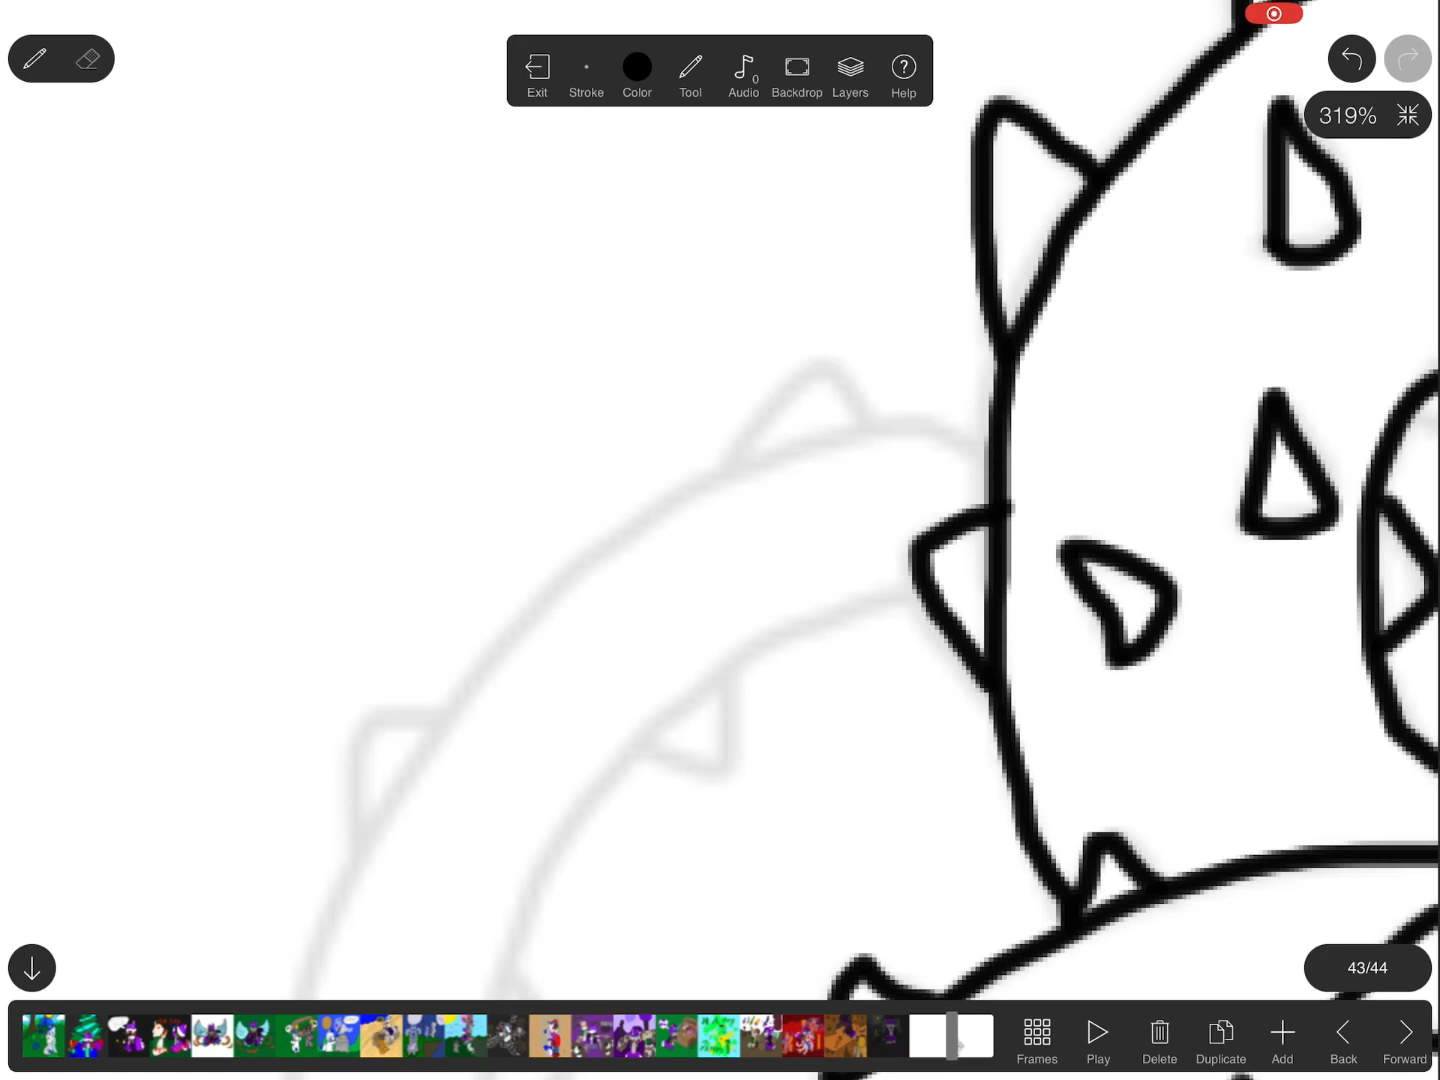 Exit Stroke Color Tool Audio 0 Backdrop Layers Help
319%
43/44
Frames Play Delete Duplicate Add Back Forward